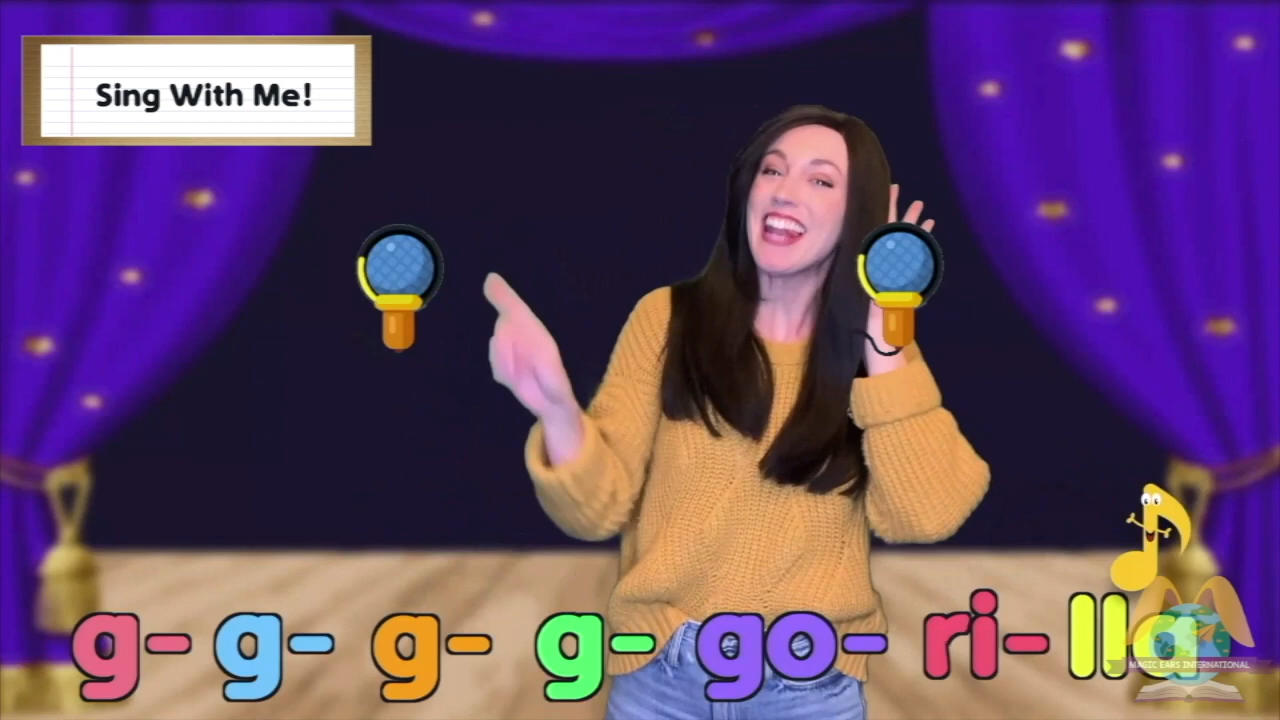 Sing With Me!
g- g- g- g- go- ri- lla
MAGIC EARS INTERNATIONAL